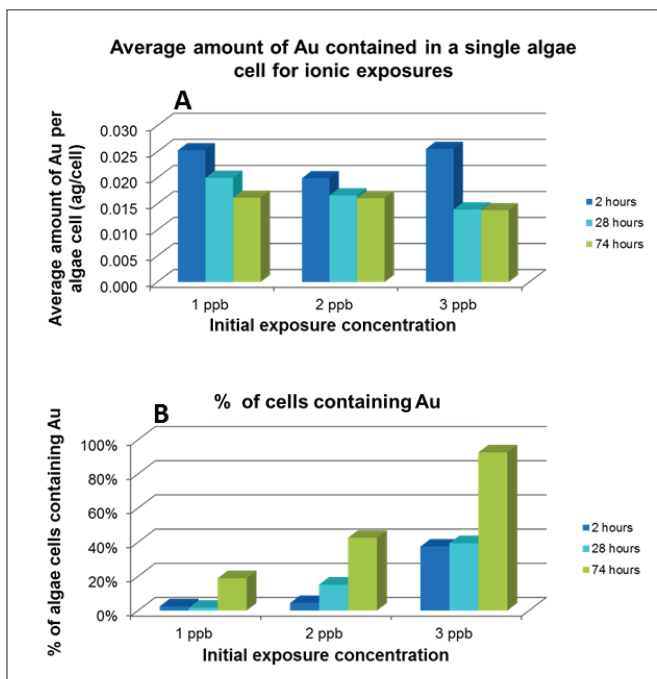 Average amount of Au contained in a single algae
cell for ionic exposures
A
Average amount of Au per
algae cell (ag/cell)
0.030
0.025
0.020
0.015
0.010
0.005
0.000
1 ppb
2 ppb
3 ppb
Initial exposure concentration
2 hours
28 hours
74 hours
B
% of cells containing Au
% of algae cells containing Au
100%
80%
60%
40%
20%
0%
1 ppb
2 ppb
3 ppb
Initial exposure concentration
2 hours
28 hours
74 hours